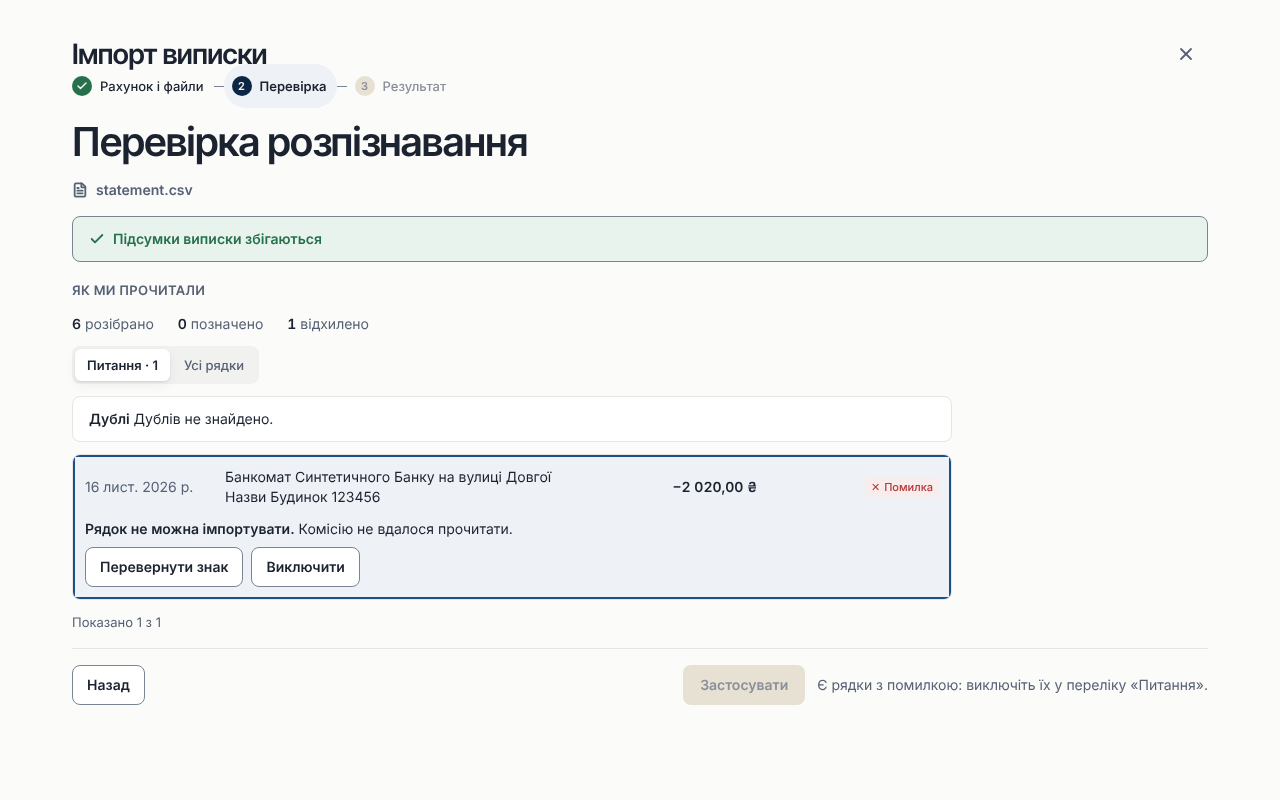 Імпорт виписки
Рахунок і файли
2 Перевірка
3 Результат
Перевірка розпізнавання
statement.csv
Підсумки виписки збігаються
ЯК МИ ПРОЧИТАЛИ
6 розібрано 0 позначено 1 відхилено
Питання · 1 Усі рядки
Дублі Дублів не знайдено.
16 лист. 2026 р.
Банкомат Синтетичного Банку на вулиці Довгої
Назви Будинок 123456
−2 020,00 ₴
× Помилка
Рядок не можна імпортувати. Комісію не вдалося прочитати.
Перевернути знак Виключити
Показано 1 з 1
Назад
Застосувати
Є рядки з помилкою: виключіть їх у переліку «Питання».